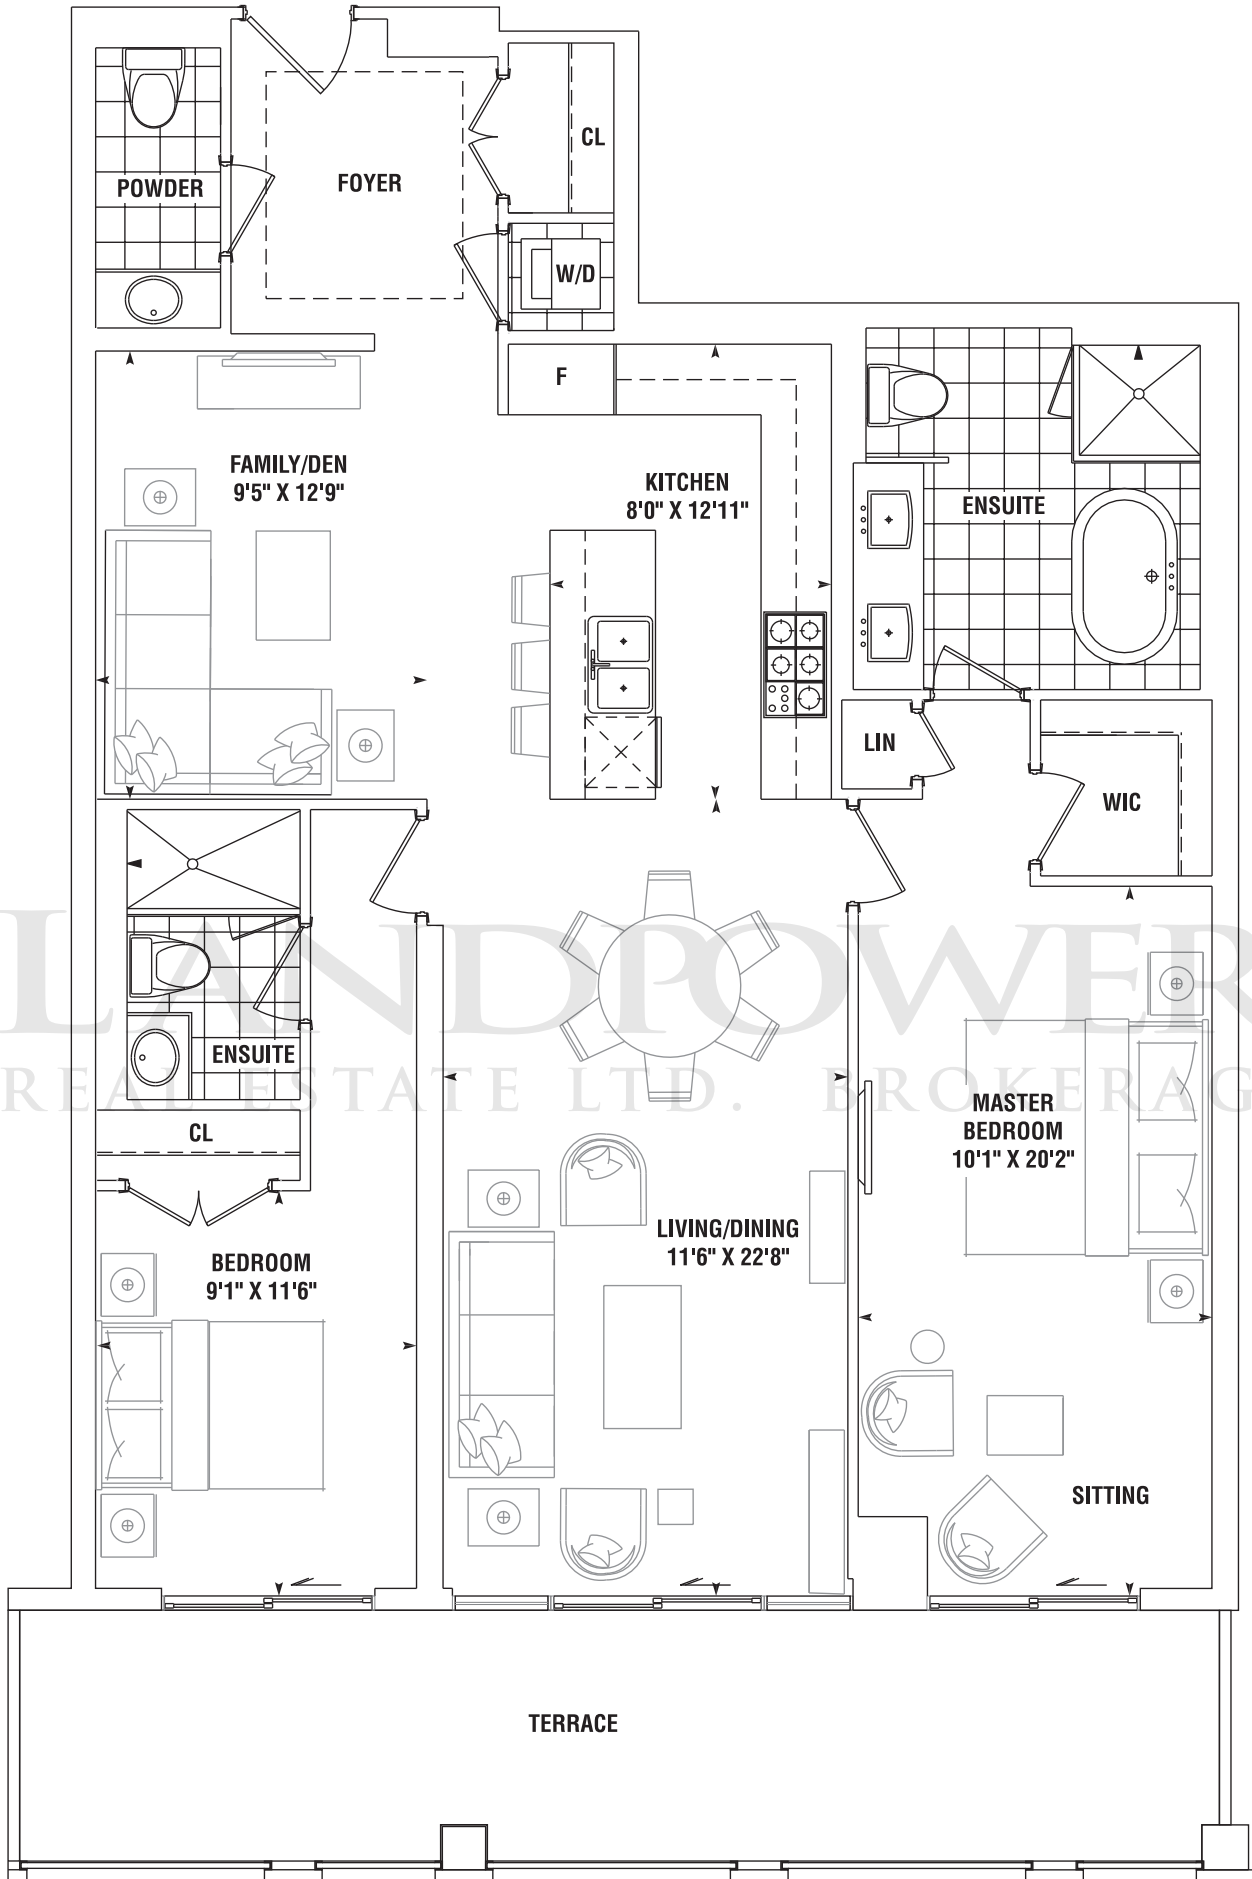 CL
POWDER
FOYER
W/D
F
FAMILY/DEN
9'5" X 12'9"
KITCHEN
8'0" X 12'11"
ENSUITE
LIN
WIC
LANDPOWER
REAL ESTATE LTD. BROKERAG
ENSUITE
CL
MASTER
BEDROOM
10'1" X 20'2"
LIVING/DINING
11'6" X 22'8"
BEDROOM
9'1" X 11'6"
SITTING
TERRACE